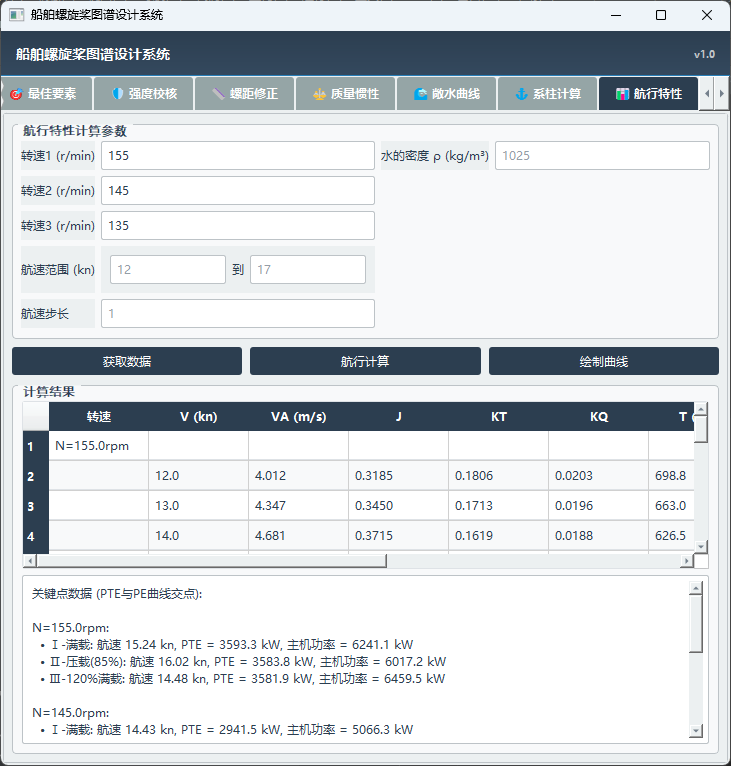 船舶螺旋桨图谱设计系统
船舶螺旋桨图谱设计系统 v1.0
最佳要素 强度校核 螺距修正 质量惯性 敞水曲线 系柱计算 航行特性
航行特性计算参数
转速1 (r/min) 155 水的密度 ρ (kg/m³) 1025
转速2 (r/min) 145
转速3 (r/min) 135
航速范围 (kn) 12 到 17
航速步长 1
获取数据 航行计算 绘制曲线
计算结果
转速 V (kn) VA (m/s) J KT KQ T
1 N=155.0rpm
2 12.0 4.012 0.3185 0.1806 0.0203 698.8
3 13.0 4.347 0.3450 0.1713 0.0196 663.0
4 14.0 4.681 0.3715 0.1619 0.0188 626.5
关键点数据 (PTE与PE曲线交点):
N=155.0rpm:
• Ⅰ-满载: 航速 15.24 kn, PTE = 3593.3 kW, 主机功率 = 6241.1 kW
• Ⅱ-压载(85%): 航速 16.02 kn, PTE = 3583.8 kW, 主机功率 = 6017.2 kW
• Ⅲ-120%满载: 航速 14.48 kn, PTE = 3581.9 kW, 主机功率 = 6459.5 kW
N=145.0rpm:
• Ⅰ-满载: 航速 14.43 kn, PTE = 2941.5 kW, 主机功率 = 5066.3 kW